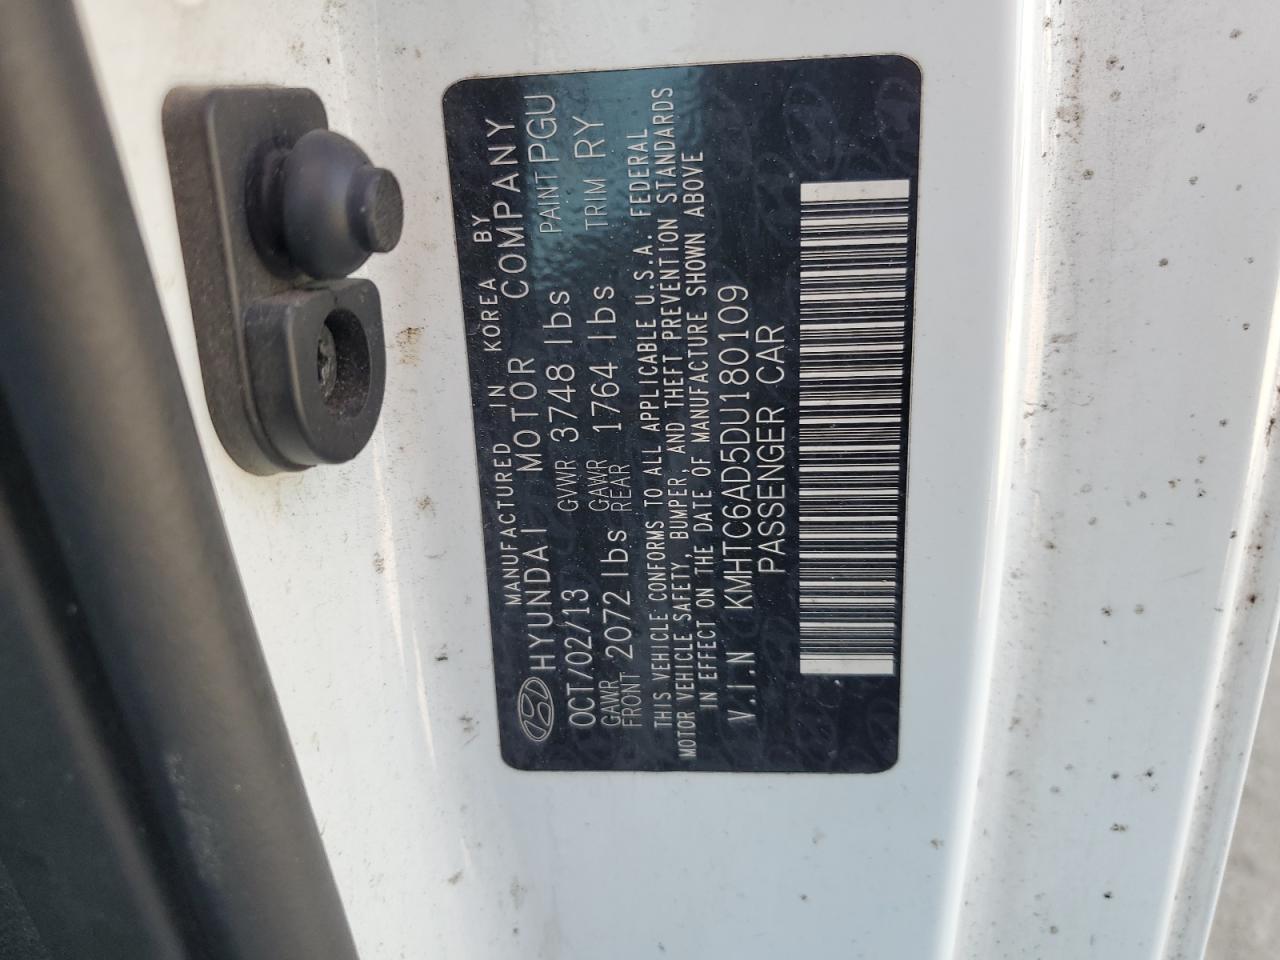 MANUFACTURED IN KOREA BY
HYUNDAI MOTOR COMPANY
OCT/02/13 GVWR 3748 lbs PAINT PGU
GAWR FRONT 2072 lbs GAWR REAR 1764 lbs TRIM RY
THIS VEHICLE CONFORMS TO ALL APPLICABLE U.S.A FEDERAL
MOTOR VEHICLE SAFETY, BUMPER, AND THEFT PREVENTION STANDARDS
IN EFFECT ON THE DATE OF MANUFACTURE SHOWN ABOVE
V.I.N KMHTC6AD5DU180109
PASSENGER CAR